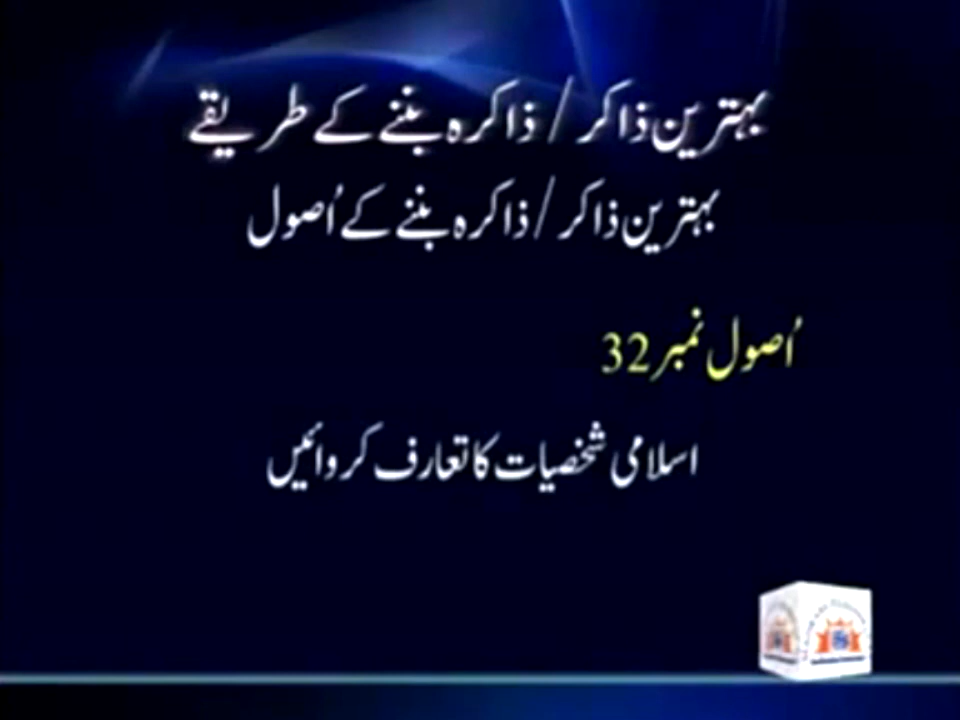 بہترین ذاکر / ذاکرہ بننے کے طریقے
بہترین ذاکر / ذاکرہ بننے کے اُصول
اُصول نمبر 32
اسلامی شخصیات کا تعارف کروائیں